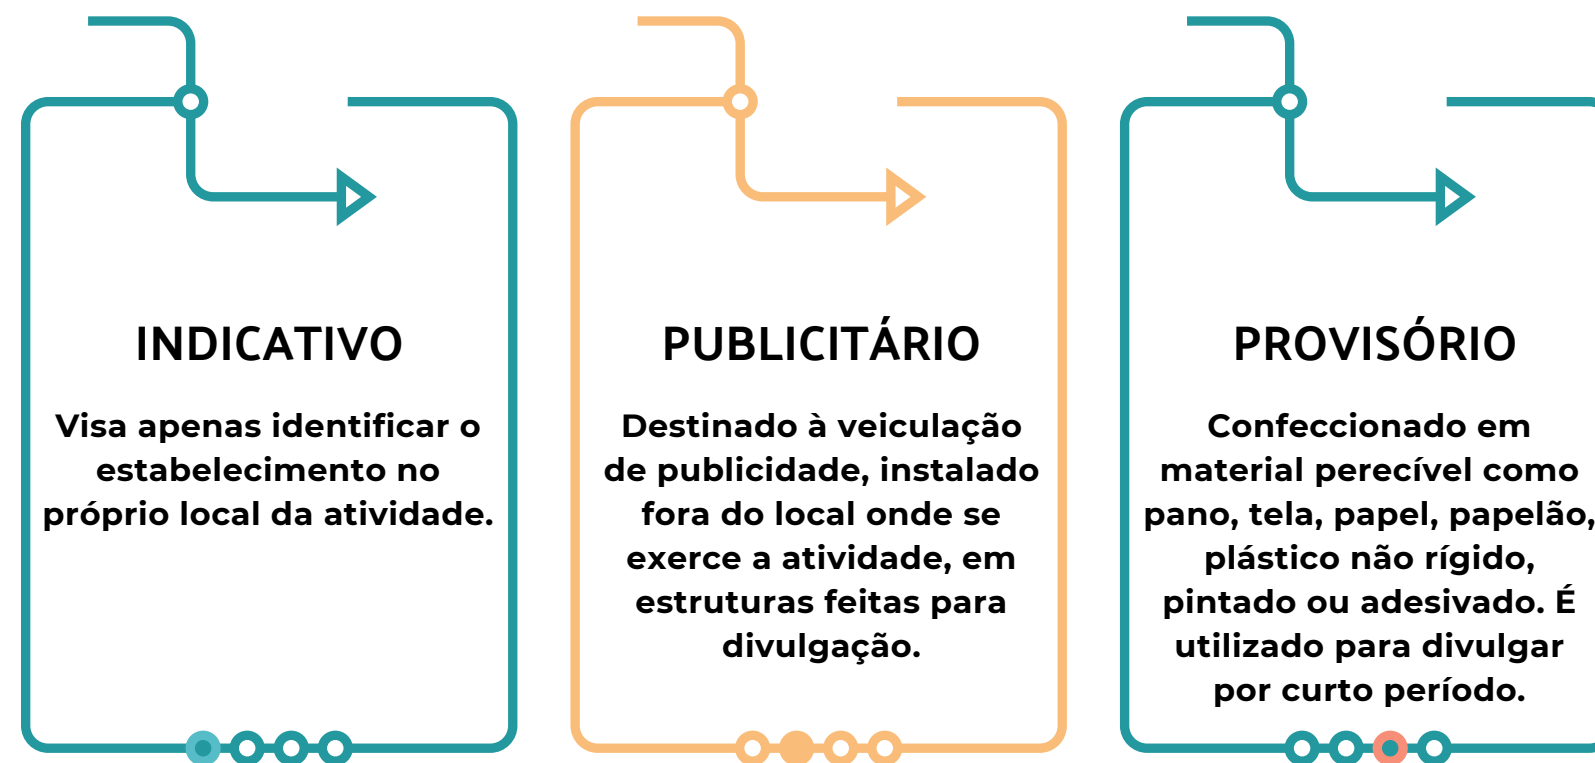 INDICATIVO
Visa apenas identificar o
estabelecimento no
próprio local da atividade.
PUBLICITÁRIO
Destinado à veiculação
de publicidade, instalado
fora do local onde se
exerce a atividade, em
estruturas feitas para
divulgação.
PROVISÓRIO
Confeccionado em
material perecível como
pano, tela, papel, papelão,
plástico não rígido,
pintado ou adesivado. É
utilizado para divulgar
por curto período.